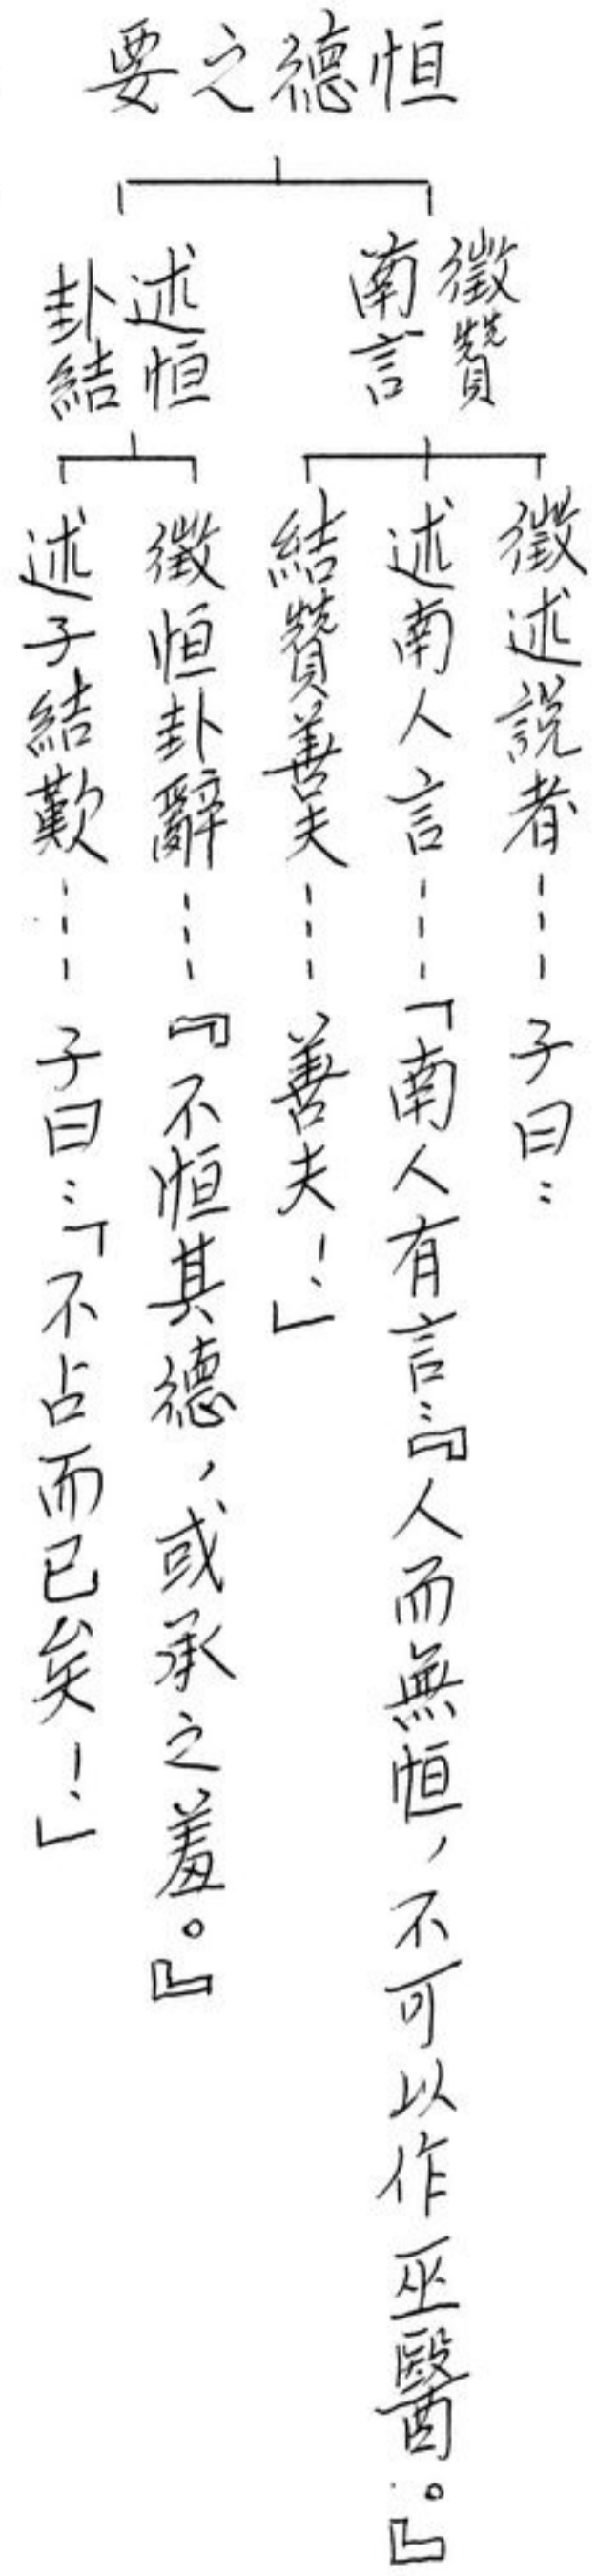 恒德之要
徵贊
南言
徵述說者……子曰：
述南人言……「南人有言：『人而無恒，不可以作巫醫。』
結贊善夫……善夫！」
述恒
卦結
徵恒卦辭……『不恒其德，或承之羞。』
述子結歎……子曰：「不占而已矣！」